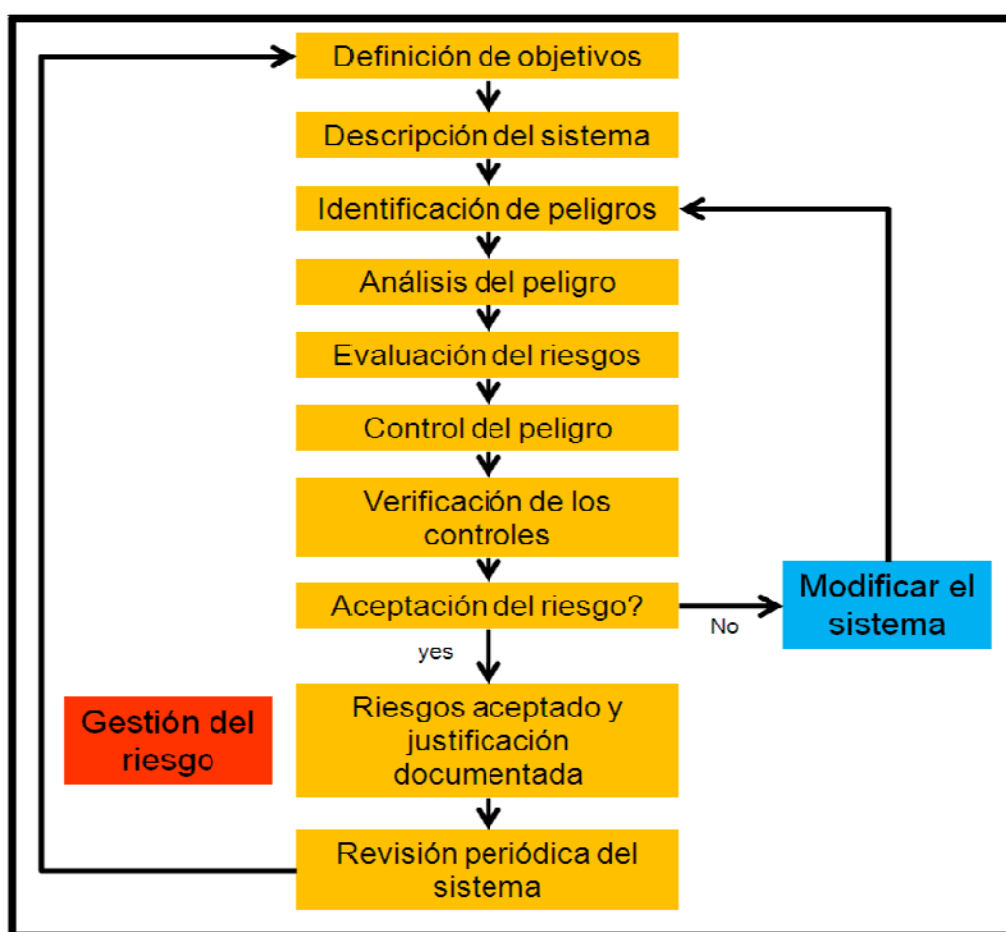 Definición de objetivos
Descripción del sistema
Identificación de peligros
Análisis del peligro
Evaluación del riesgos
Control del peligro
Verificación de los
controles
Aceptación del riesgo?
No
Modificar el
sistema
yes
Gestión del
riesgo
Riesgos aceptado y
justificación
documentada
Revisión periódica del
sistema